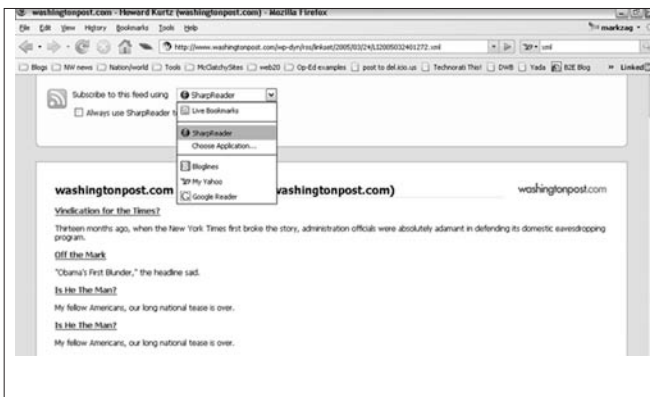 washingtonpost.com - Howard Kurtz (washingtonpost.com) - Mozilla Firefox
File Edit View History Bookmarks Tools Help
markzag
http://www.washingtonpost.com/wp-dyn/rss/linkset/2005/03/24/LI2005032401272.xml
xml
Blogs NW news Nation/world Tools McClatchySites web20 Op-Ed examples post to del.icio.us Technorati This! DWB Yada B2E Blog » Linked
Subscribe to this feed using SharpReader
Always use SharpReader t
Live Bookmarks
SharpReader
Choose Application...
Bloglines
My Yahoo
Google Reader
washingtonpost.com
ashingtonpost.com)
washingtonpost.com
Vindication for the Times?
Thirteen months ago, when the New York Times first broke the story, administration officials were absolutely adamant in defending its domestic eavesdropping
program.
Off the Mark
"Obama's First Blunder," the headline said.
Is He The Man?
My fellow Americans, our long national tease is over.
Is He The Man?
My fellow Americans, our long national tease is over.